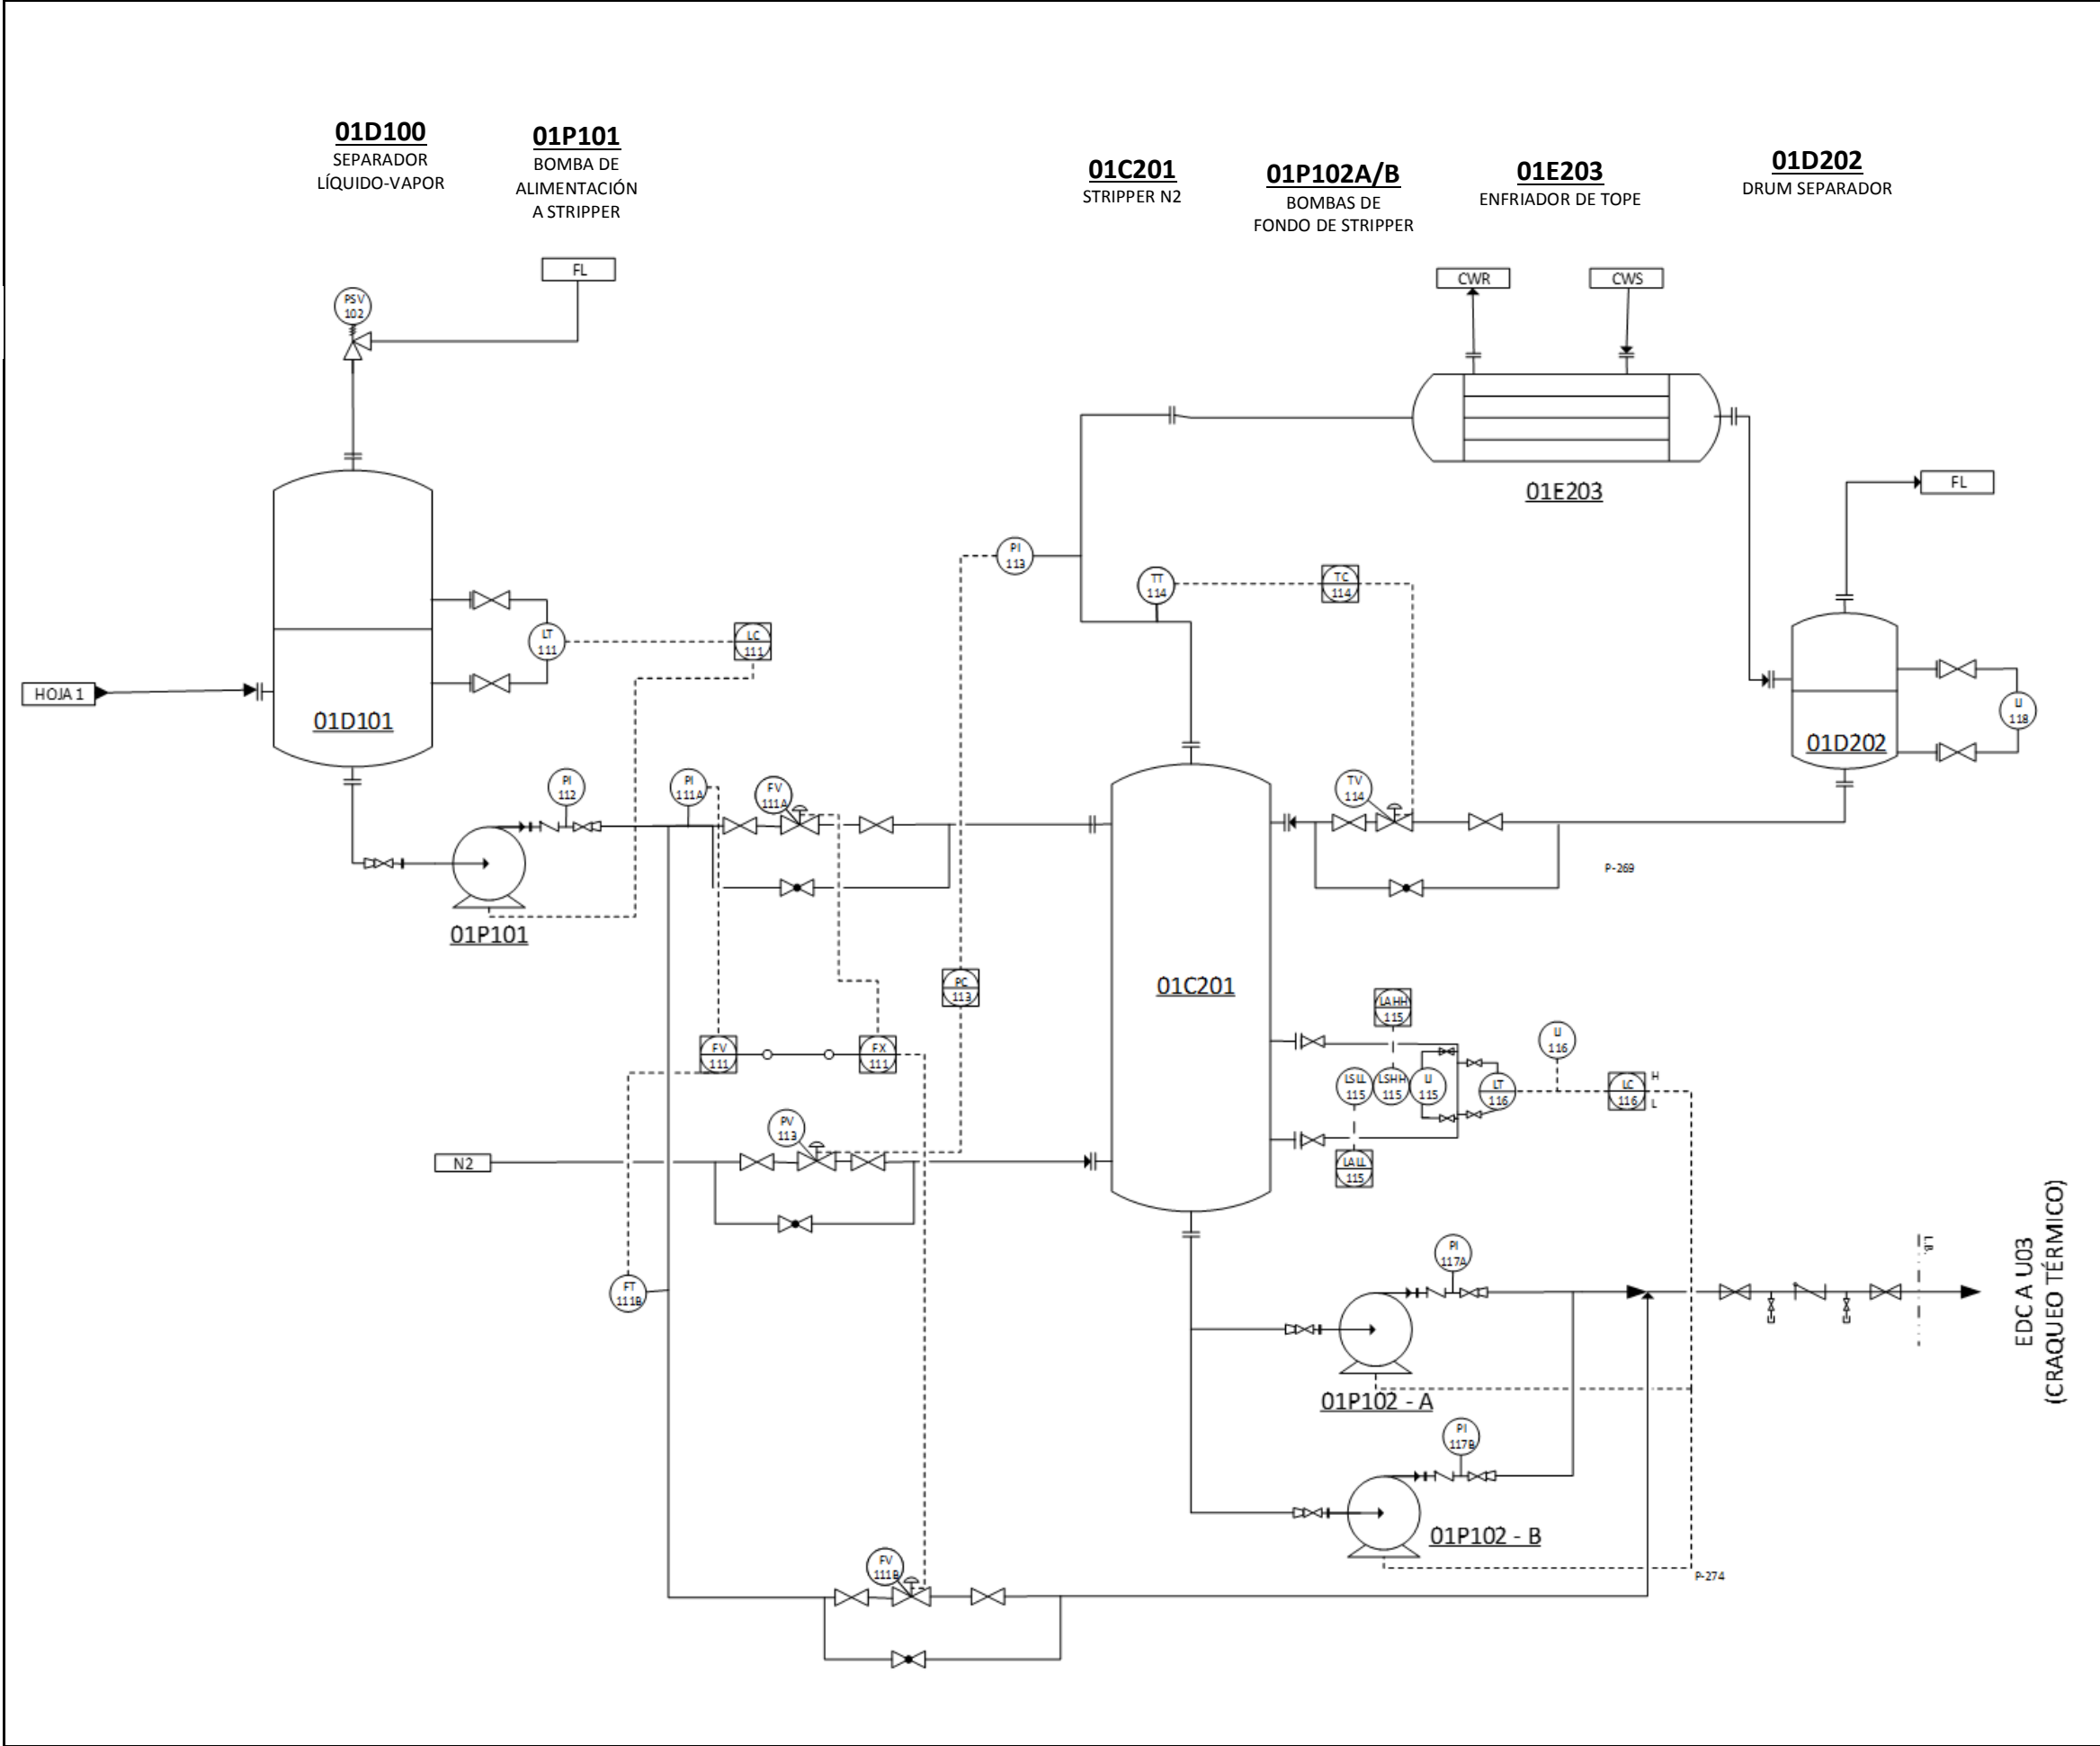 01D100
SEPARADOR
LÍQUIDO-VAPOR
01P101
BOMBA DE
ALIMENTACIÓN
A STRIPPER
01C201
STRIPPER N2
01P102A/B
BOMBAS DE
FONDO DE STRIPPER
01E203
ENFRIADOR DE TOPE
01D202
DRUM SEPARADOR
FL
CWR
CWS
PSV
102
01E203
FL
PI
113
TT
114
TC
114
LT
111
LC
111
HOJA 1
01D101
LI
118
01D202
PI
112
PI
111A
FV
111A
TV
114
P-269
01P101
PC
113
01C201
LAHH
115
FV
111
FX
111
LI
116
LSLL
115
LSHH
115
LI
115
LT
116
LC
116
H
L
PV
113
N2
LALL
115
FT
111B
PI
117A
L.B.
EDC A U03
(CRAQUEO TÉRMICO)
01P102 - A
PI
117B
01P102 - B
FV
111B
P-274